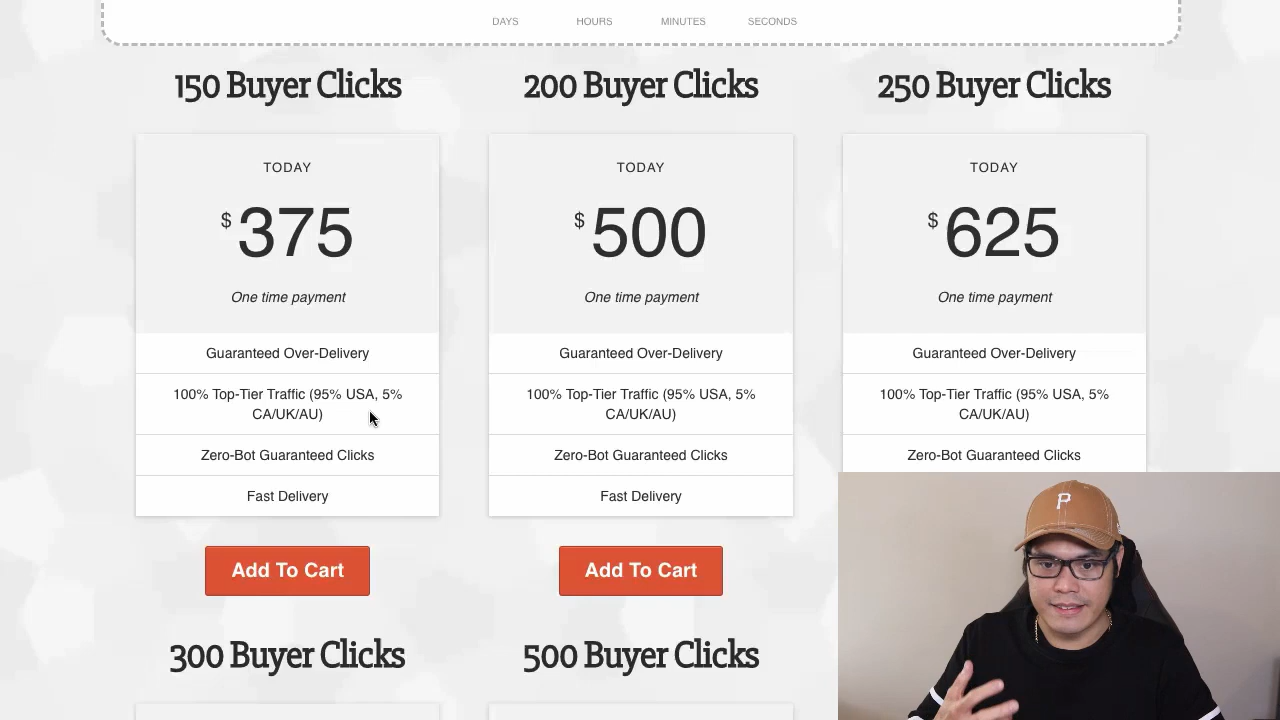 DAYS HOURS MINUTES SECONDS
150 Buyer Clicks
TODAY
$375
One time payment
Guaranteed Over-Delivery
100% Top-Tier Traffic (95% USA, 5%
CA/UK/AU)
Zero-Bot Guaranteed Clicks
Fast Delivery
Add To Cart
200 Buyer Clicks
TODAY
$500
One time payment
Guaranteed Over-Delivery
100% Top-Tier Traffic (95% USA, 5%
CA/UK/AU)
Zero-Bot Guaranteed Clicks
Fast Delivery
Add To Cart
250 Buyer Clicks
TODAY
$625
One time payment
Guaranteed Over-Delivery
100% Top-Tier Traffic (95% USA, 5%
CA/UK/AU)
Zero-Bot Guaranteed Clicks
300 Buyer Clicks
500 Buyer Clicks
P